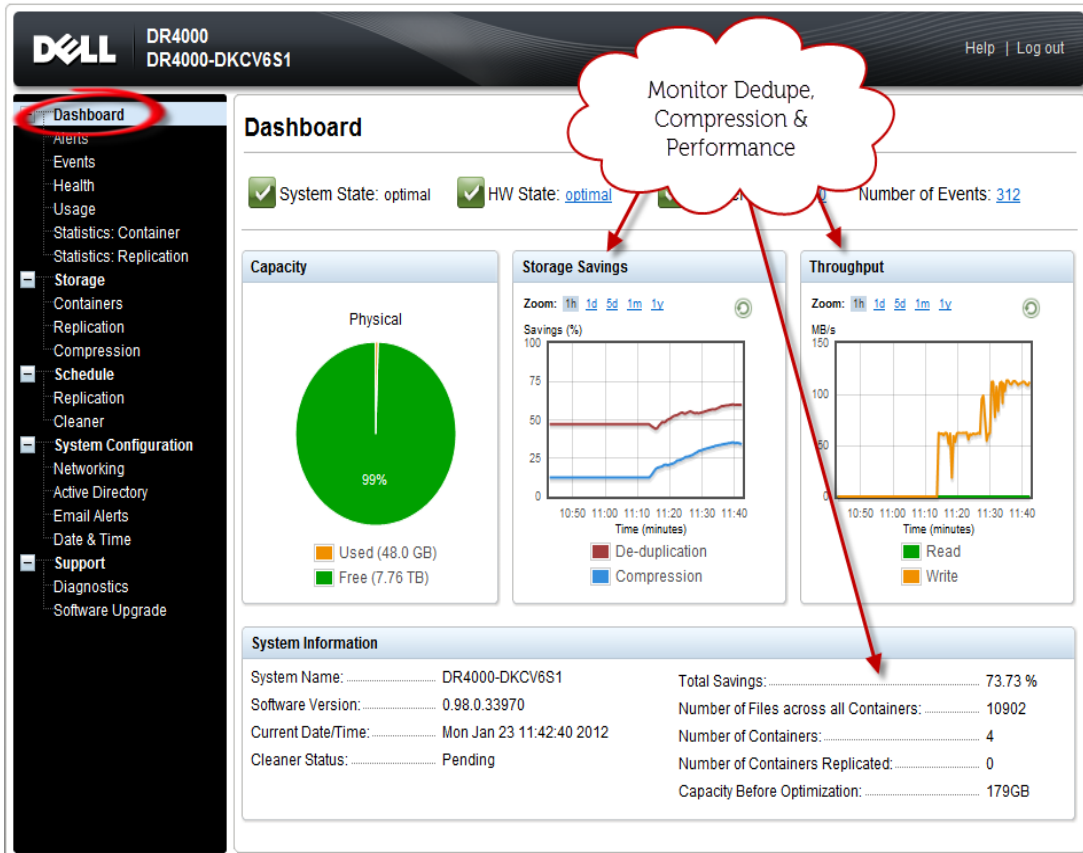 DELL
DR4000
DR4000-DKCV6S1
Help | Log out
Monitor Dedupe,
Compression &
Performance
Dashboard
Alerts
Events
Health
Usage
Statistics: Container
Statistics: Replication
Storage
Containers
Replication
Compression
Schedule
Replication
Cleaner
System Configuration
Networking
Active Directory
Email Alerts
Date & Time
Support
Diagnostics
Software Upgrade
Dashboard
System State: optimal
HW State: optimal
Number of Events: 312
Capacity
Physical
99%
Used (48.0 GB)
Free (7.76 TB)
Storage Savings
Zoom: 1h 1d 5d 1m 1y
Savings (%)
100
75
50
25
0
10:50 11:00 11:10 11:20 11:30 11:40
Time (minutes)
De-duplication
Compression
Throughput
Zoom: 1h 1d 5d 1m 1y
MB/s
150
100
50
0
10:50 11:00 11:10 11:20 11:30 11:40
Time (minutes)
Read
Write
System Information
System Name: DR4000-DKCV6S1
Software Version: 0.98.0.33970
Current Date/Time: Mon Jan 23 11:42:40 2012
Cleaner Status: Pending
Total Savings: 73.73 %
Number of Files across all Containers: 10902
Number of Containers: 4
Number of Containers Replicated: 0
Capacity Before Optimization: 179GB